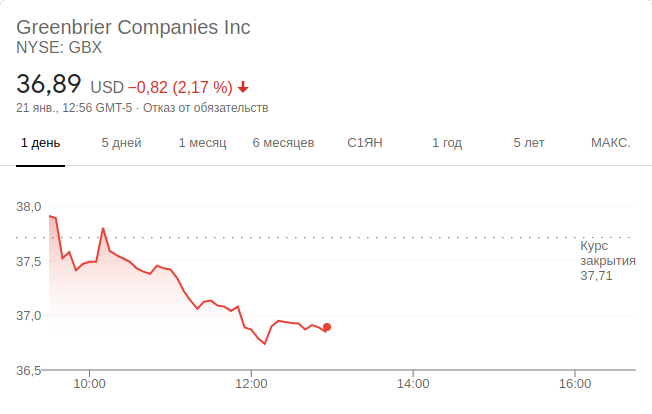 Greenbrier Companies Inc
NYSE: GBX
36,89 USD −0,82 (2,17 %)
21 янв., 12:56 GMT-5 · Отказ от обязательств
1 день 5 дней 1 месяц 6 месяцев С1ЯН 1 год 5 лет МАКС.
38,0
Курс
закрытия
37,71
37,5
37,0
36,5
10:00 12:00 14:00 16:00